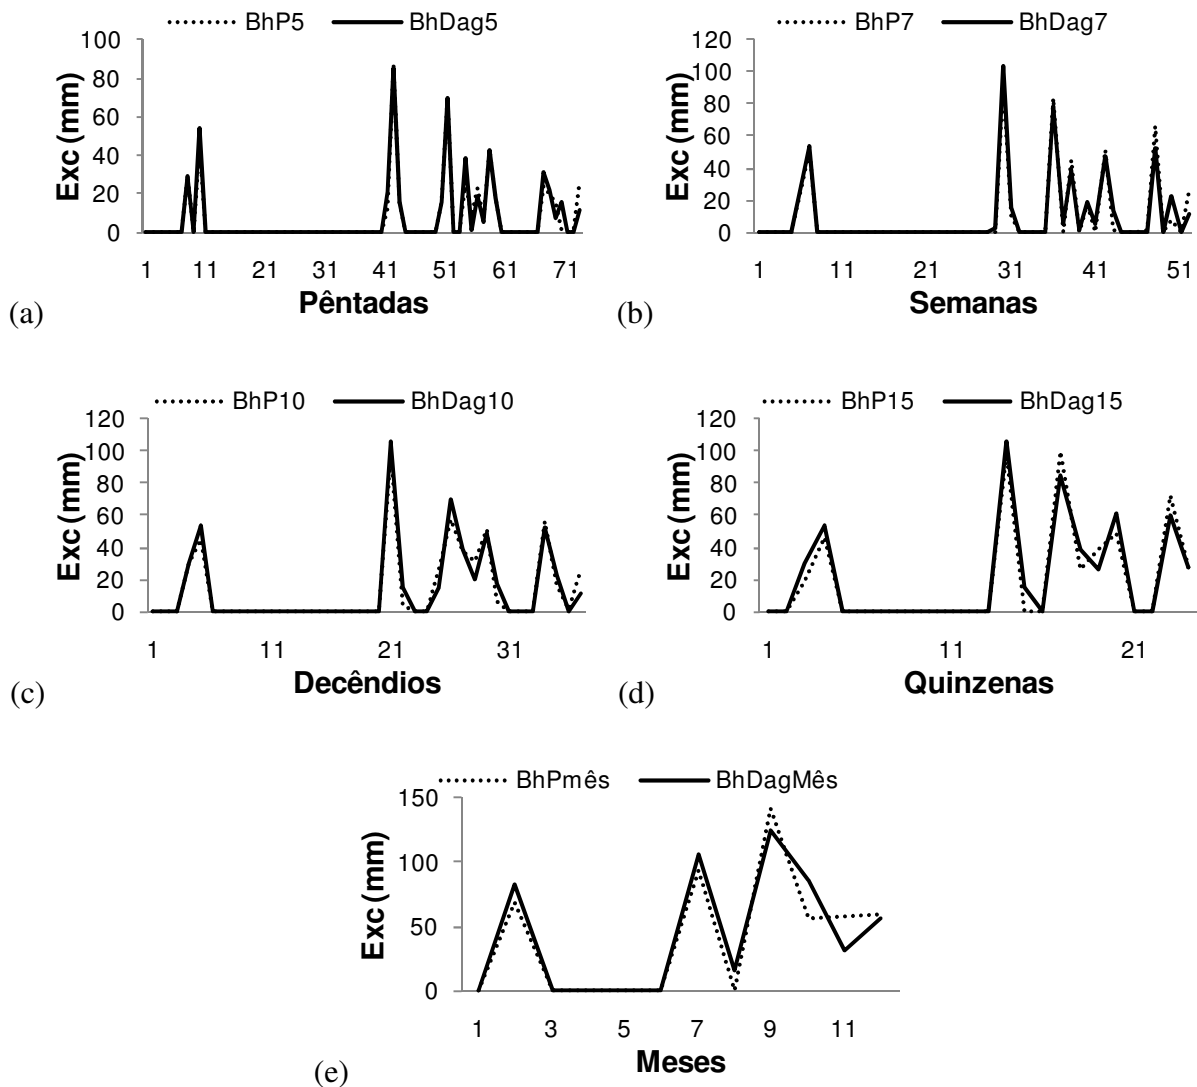 BhP5 BhDag5
100
80
60
40
20
0
Exc (mm)
1 11 21 31 41 51 61 71
Pêntadas
(a)
BhP7 BhDag7
120
100
80
60
40
20
0
Exc (mm)
1 11 21 31 41 51
Semanas
(b)
BhP10 BhDag10
120
100
80
60
40
20
0
Exc (mm)
1 11 21 31
Decêndios
(c)
BhP15 BhDag15
120
100
80
60
40
20
0
Exc (mm)
1 11 21
Quinzenas
(d)
BhPmês BhDagMês
150
100
50
0
Exc (mm)
1 3 5 7 9 11
Meses
(e)